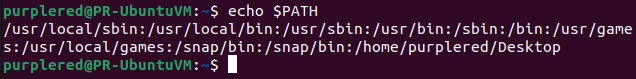 purplered@PR-UbuntuVM:~$ echo $PATH
/usr/local/sbin:/usr/local/bin:/usr/sbin:/usr/bin:/sbin:/bin:/usr/game
s:/usr/local/games:/snap/bin:/snap/bin:/home/purplered/Desktop
purplered@PR-UbuntuVM:~$